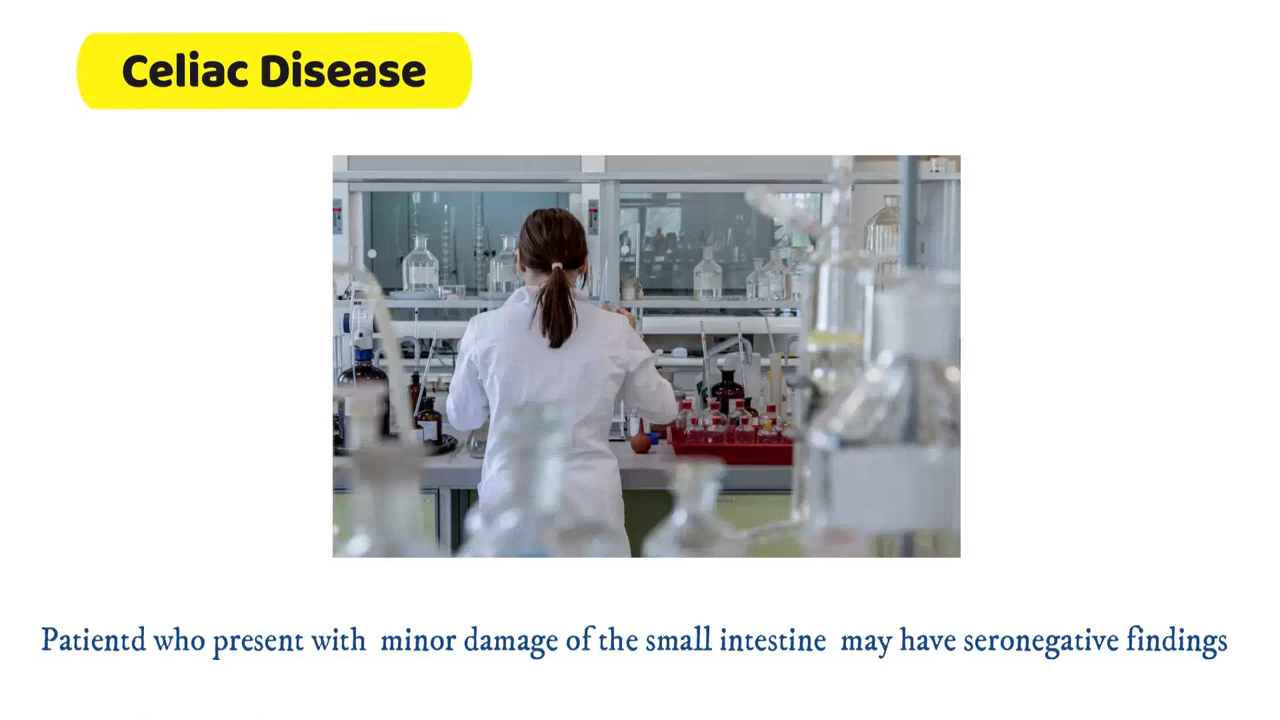 Celiac Disease
Patientd who present with minor damage of the small intestine may have seronegative findings